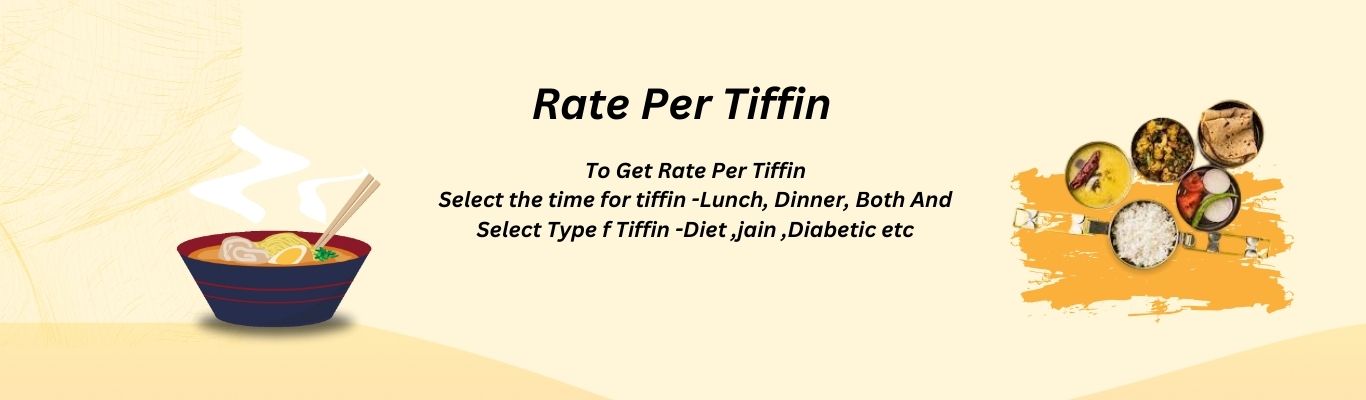 Rate Per Tiffin
To Get Rate Per Tiffin
Select the time for tiffin -Lunch, Dinner, Both And
Select Type f Tiffin -Diet ,jain ,Diabetic etc